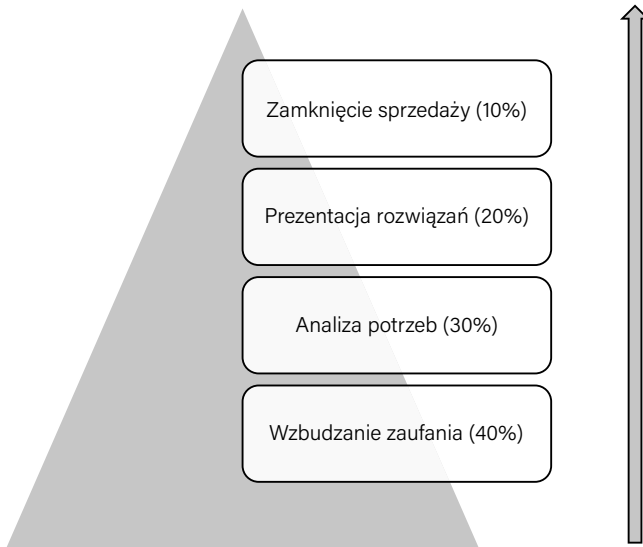 Zamknięcie sprzedaży (10%)
Prezentacja rozwiązań (20%)
Analiza potrzeb (30%)
Wzbudzanie zaufania (40%)